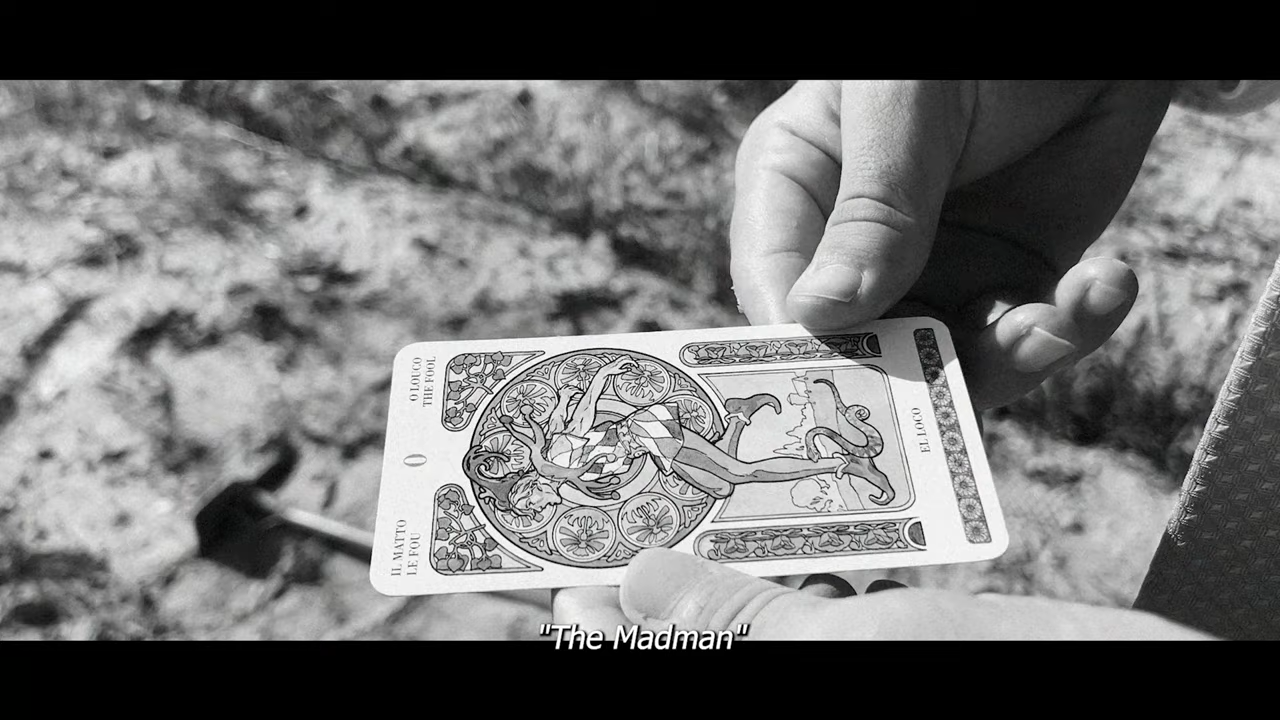 O LOUCO
THE FOOL
0
IL MATTO
LE FOU
EL LOCO
"The Madman"